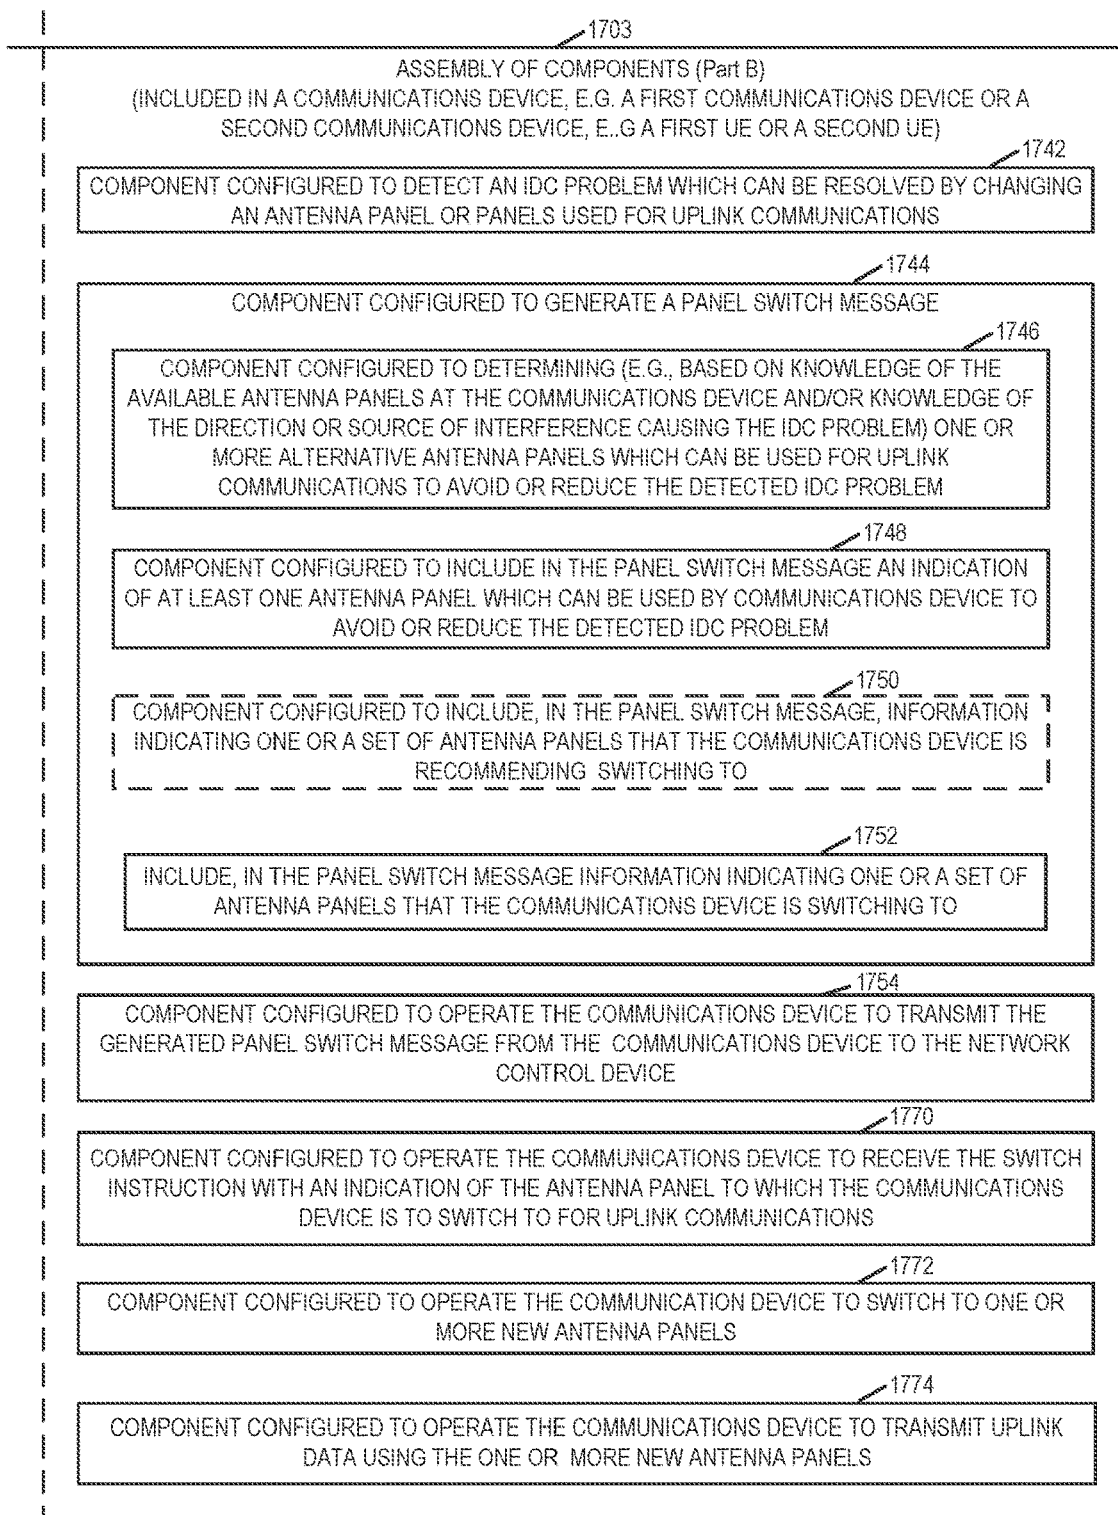 1703
ASSEMBLY OF COMPONENTS (Part B)
(INCLUDED IN A COMMUNICATIONS DEVICE, E.G. A FIRST COMMUNICATIONS DEVICE OR A
SECOND COMMUNICATIONS DEVICE, E..G A FIRST UE OR A SECOND UE)
1742
COMPONENT CONFIGURED TO DETECT AN IDC PROBLEM WHICH CAN BE RESOLVED BY CHANGING
AN ANTENNA PANEL OR PANELS USED FOR UPLINK COMMUNICATIONS
1744
COMPONENT CONFIGURED TO GENERATE A PANEL SWITCH MESSAGE
1746
COMPONENT CONFIGURED TO DETERMINING (E.G., BASED ON KNOWLEDGE OF THE
AVAILABLE ANTENNA PANELS AT THE COMMUNICATIONS DEVICE AND/OR KNOWLEDGE OF
THE DIRECTION OR SOURCE OF INTERFERENCE CAUSING THE IDC PROBLEM) ONE OR
MORE ALTERNATIVE ANTENNA PANELS WHICH CAN BE USED FOR UPLINK
COMMUNICATIONS TO AVOID OR REDUCE THE DETECTED IDC PROBLEM
1748
COMPONENT CONFIGURED TO INCLUDE IN THE PANEL SWITCH MESSAGE AN INDICATION
OF AT LEAST ONE ANTENNA PANEL WHICH CAN BE USED BY COMMUNICATIONS DEVICE TO
AVOID OR REDUCE THE DETECTED IDC PROBLEM
1750
COMPONENT CONFIGURED TO INCLUDE, IN THE PANEL SWITCH MESSAGE, INFORMATION
INDICATING ONE OR A SET OF ANTENNA PANELS THAT THE COMMUNICATIONS DEVICE IS
RECOMMENDING SWITCHING TO
1752
INCLUDE, IN THE PANEL SWITCH MESSAGE INFORMATION INDICATING ONE OR A SET OF
ANTENNA PANELS THAT THE COMMUNICATIONS DEVICE IS SWITCHING TO
1754
COMPONENT CONFIGURED TO OPERATE THE COMMUNICATIONS DEVICE TO TRANSMIT THE
GENERATED PANEL SWITCH MESSAGE FROM THE COMMUNICATIONS DEVICE TO THE NETWORK
CONTROL DEVICE
1770
COMPONENT CONFIGURED TO OPERATE THE COMMUNICATIONS DEVICE TO RECEIVE THE SWITCH
INSTRUCTION WITH AN INDICATION OF THE ANTENNA PANEL TO WHICH THE COMMUNICATIONS
DEVICE IS TO SWITCH TO FOR UPLINK COMMUNICATIONS
1772
COMPONENT CONFIGURED TO OPERATE THE COMMUNICATION DEVICE TO SWITCH TO ONE OR
MORE NEW ANTENNA PANELS
1774
COMPONENT CONFIGURED TO OPERATE THE COMMUNICATIONS DEVICE TO TRANSMIT UPLINK
DATA USING THE ONE OR MORE NEW ANTENNA PANELS